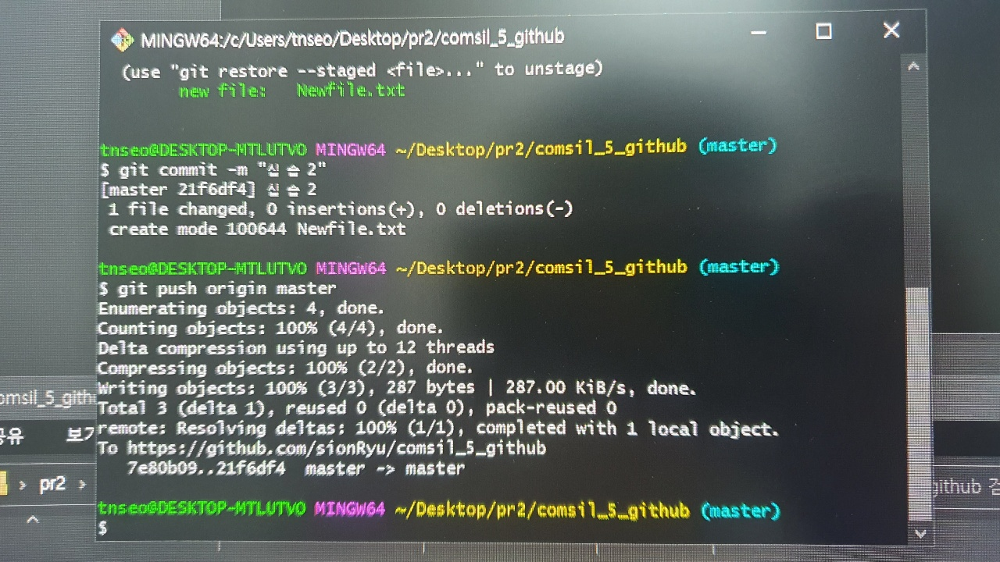 MINGW64:/c/Users/tnseo/Desktop/pr2/comsil_5_github
(use "git restore --staged <file>..." to unstage)
new file: Newfile.txt
tnseo@DESKTOP-MTLUTVO MINGW64 ~/Desktop/pr2/comsil_5_github (master)
$ git commit -m "실습2"
[master 21f6df4] 실습2
1 file changed, 0 insertions(+), 0 deletions(-)
create mode 100644 Newfile.txt
tnseo@DESKTOP-MTLUTVO MINGW64 ~/Desktop/pr2/comsil_5_github (master)
$ git push origin master
Enumerating objects: 4, done.
Counting objects: 100% (4/4), done.
Delta compression using up to 12 threads
Compressing objects: 100% (2/2), done.
Writing objects: 100% (3/3), 287 bytes | 287.00 KiB/s, done.
Total 3 (delta 1), reused 0 (delta 0), pack-reused 0
remote: Resolving deltas: 100% (1/1), completed with 1 local object.
To https://github.com/sionRyu/comsil_5_github
7e80b09..21f6df4 master -> master
tnseo@DESKTOP-MTLUTVO MINGW64 ~/Desktop/pr2/comsil_5_github (master)
$
omsil_5_gith
공유
> pr2 >
github